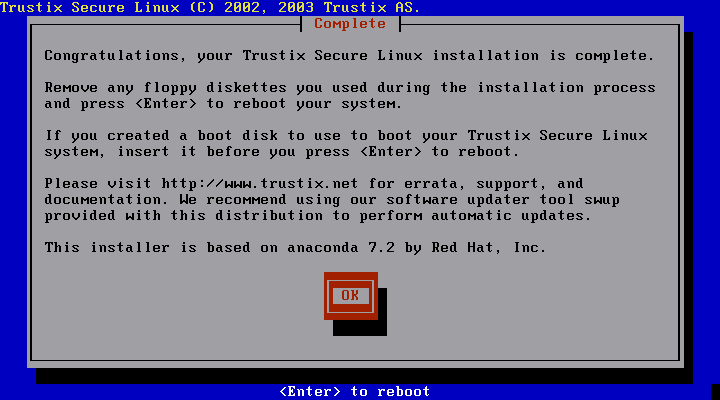 Trustix Secure Linux (C) 2002, 2003 Trustix AS.
Complete
Congratulations, your Trustix Secure Linux installation is complete.
Remove any floppy diskettes you used during the installation process
and press <Enter> to reboot your system.
If you created a boot disk to use to boot your Trustix Secure Linux
system, insert it before you press <Enter> to reboot.
Please visit http://www.trustix.net for errata, support, and
documentation. We recommend using our software updater tool swup
provided with this distribution to perform automatic updates.
This installer is based on anaconda 7.2 by Red Hat, Inc.
OK
<Enter> to reboot